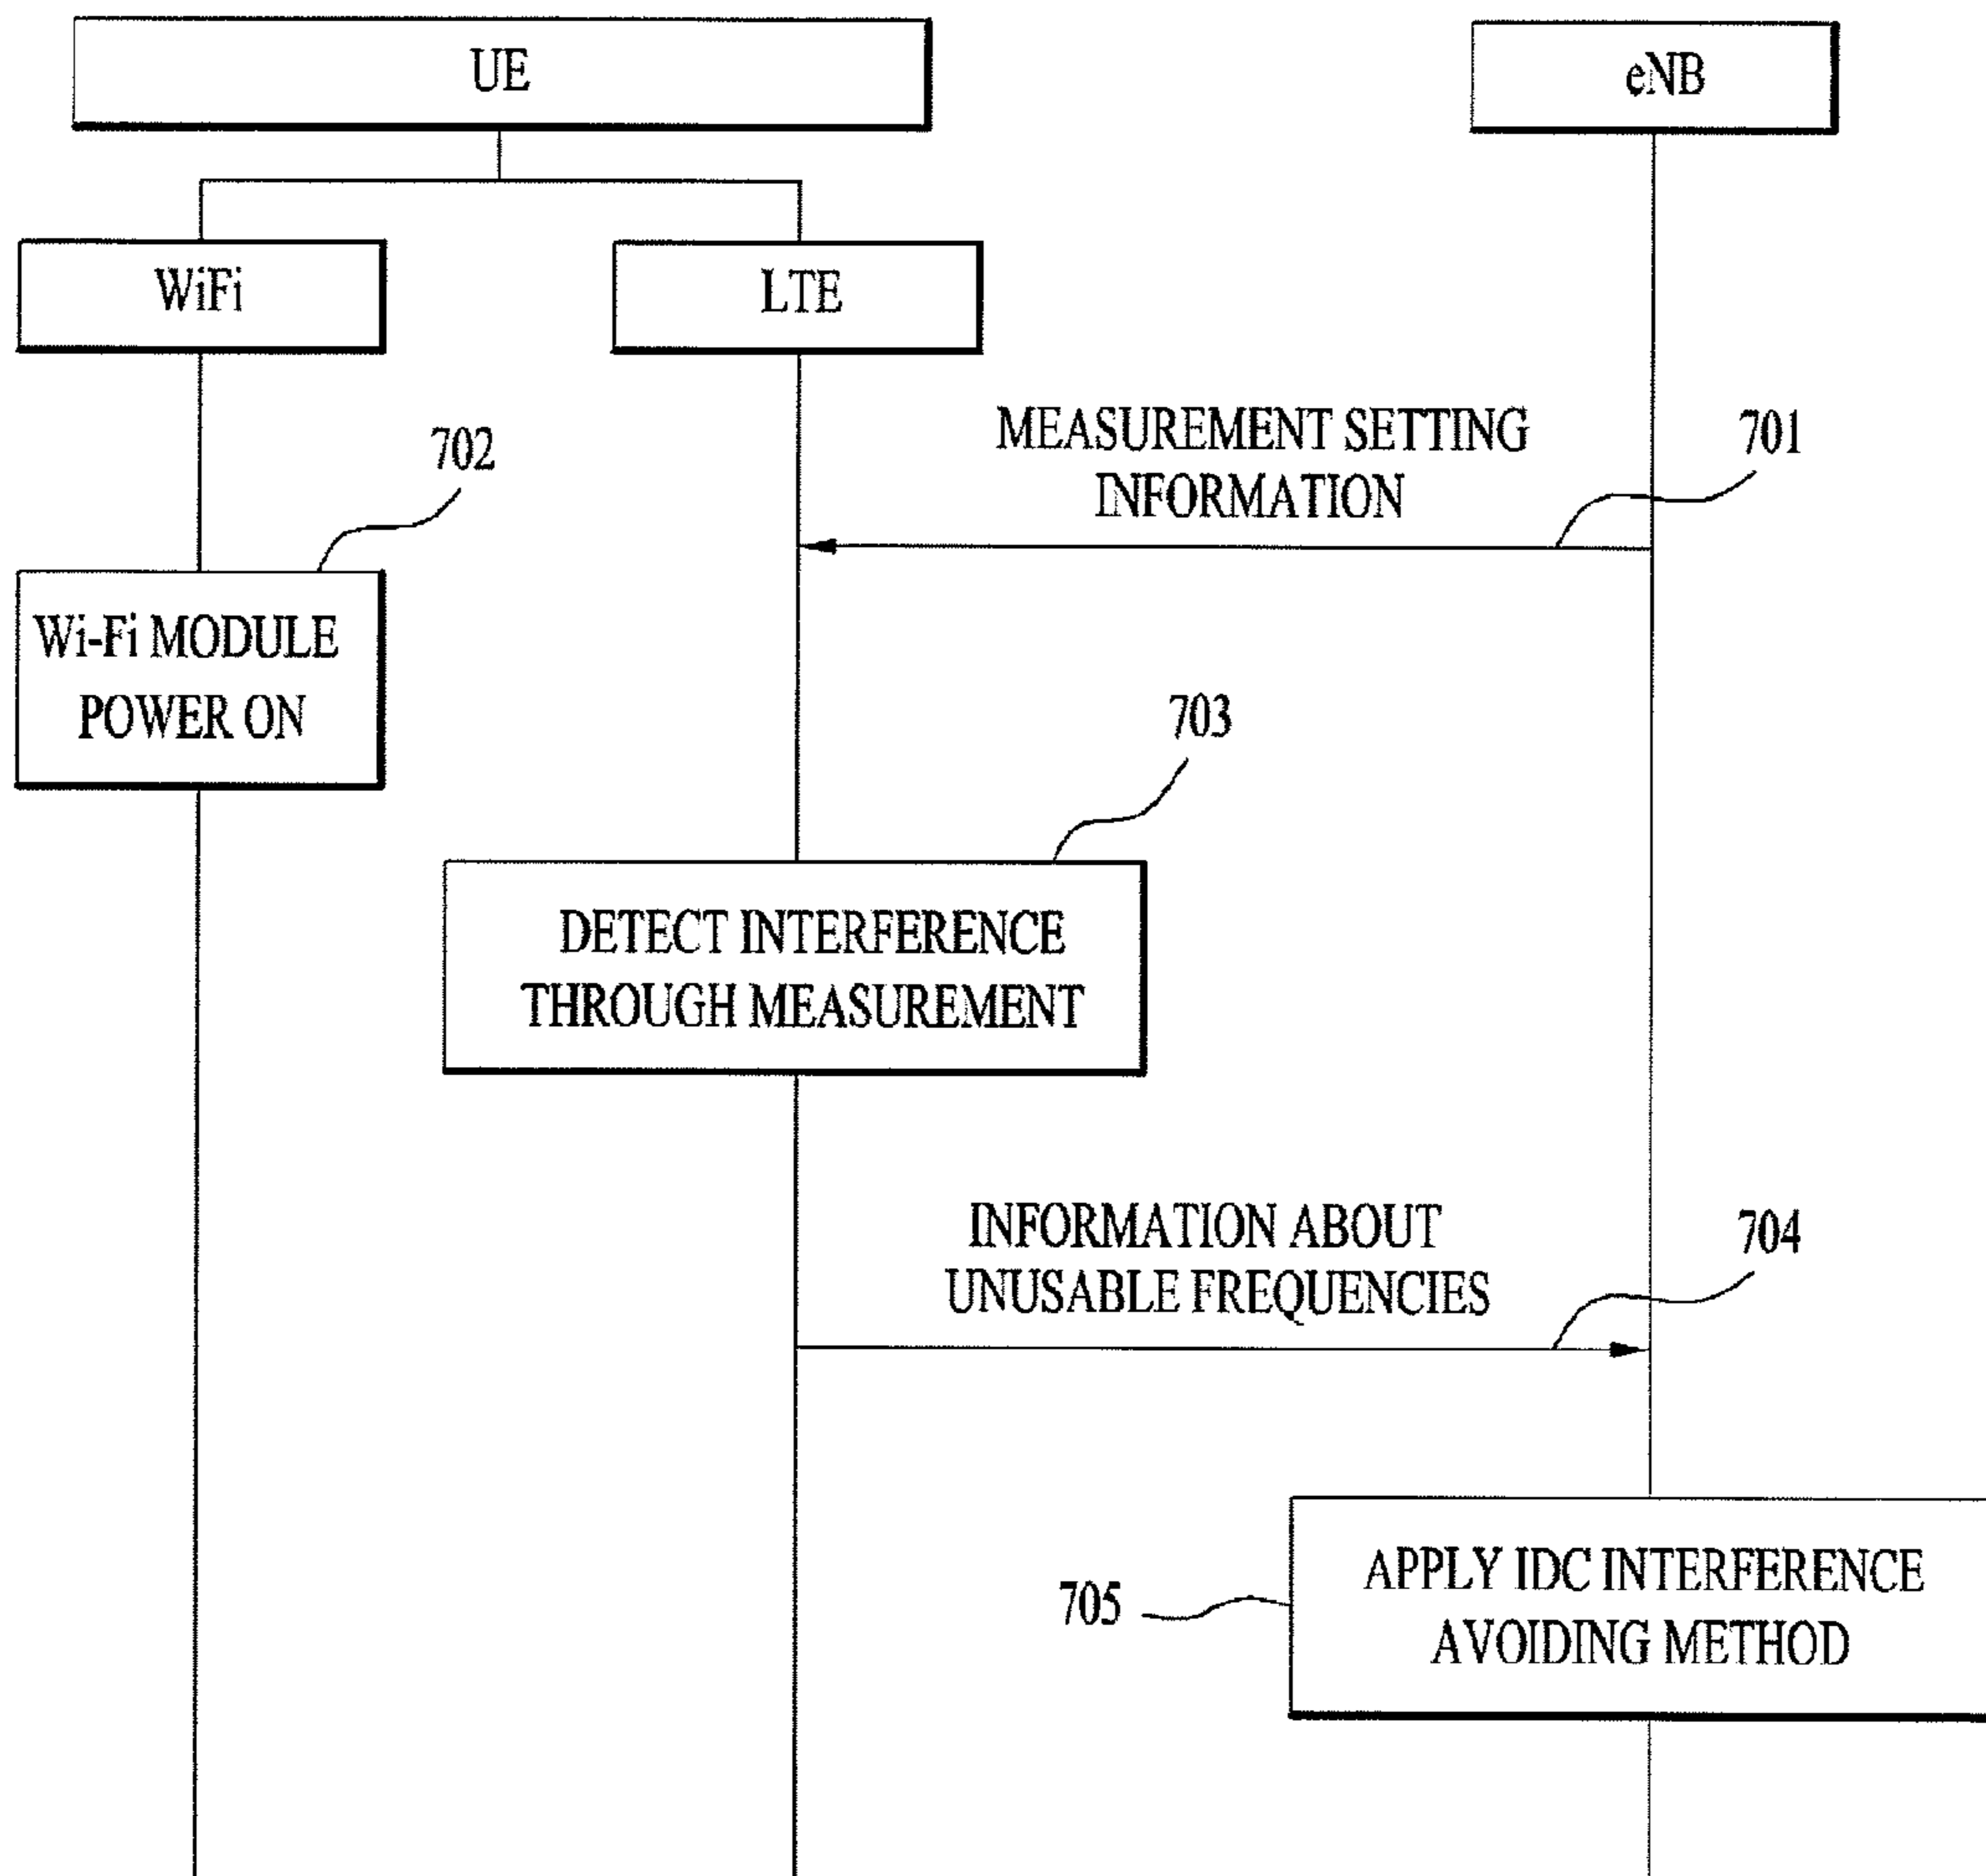 UE
eNB
WiFi
LTE
MEASUREMENT SETTING
INFORMATION
701
702
Wi-Fi MODULE
POWER ON
703
DETECT INTERFERENCE
THROUGH MEASUREMENT
INFORMATION ABOUT
UNUSABLE FREQUENCIES
704
705
APPLY IDC INTERFERENCE
AVOIDING METHOD